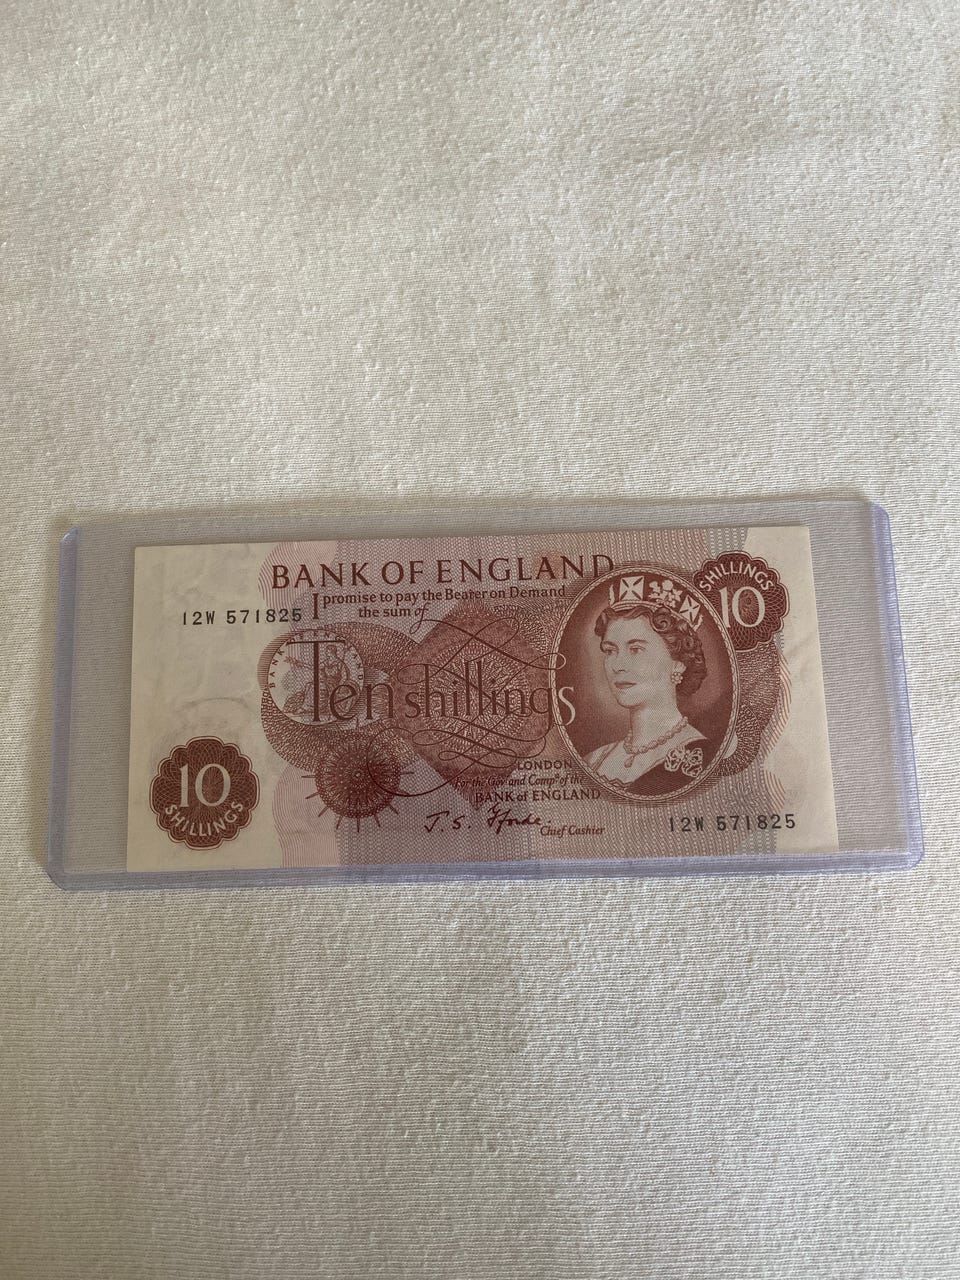 BANK OF ENGLAND
SHILLINGS
10
12W 571825
I promise to pay the Bearer on Demand
the sum of
Ten shillings
LONDON
For the Govr and Compa of the
BANK of ENGLAND
10
SHILLINGS
J.S. Fforde.
Chief Cashier
12W 571825